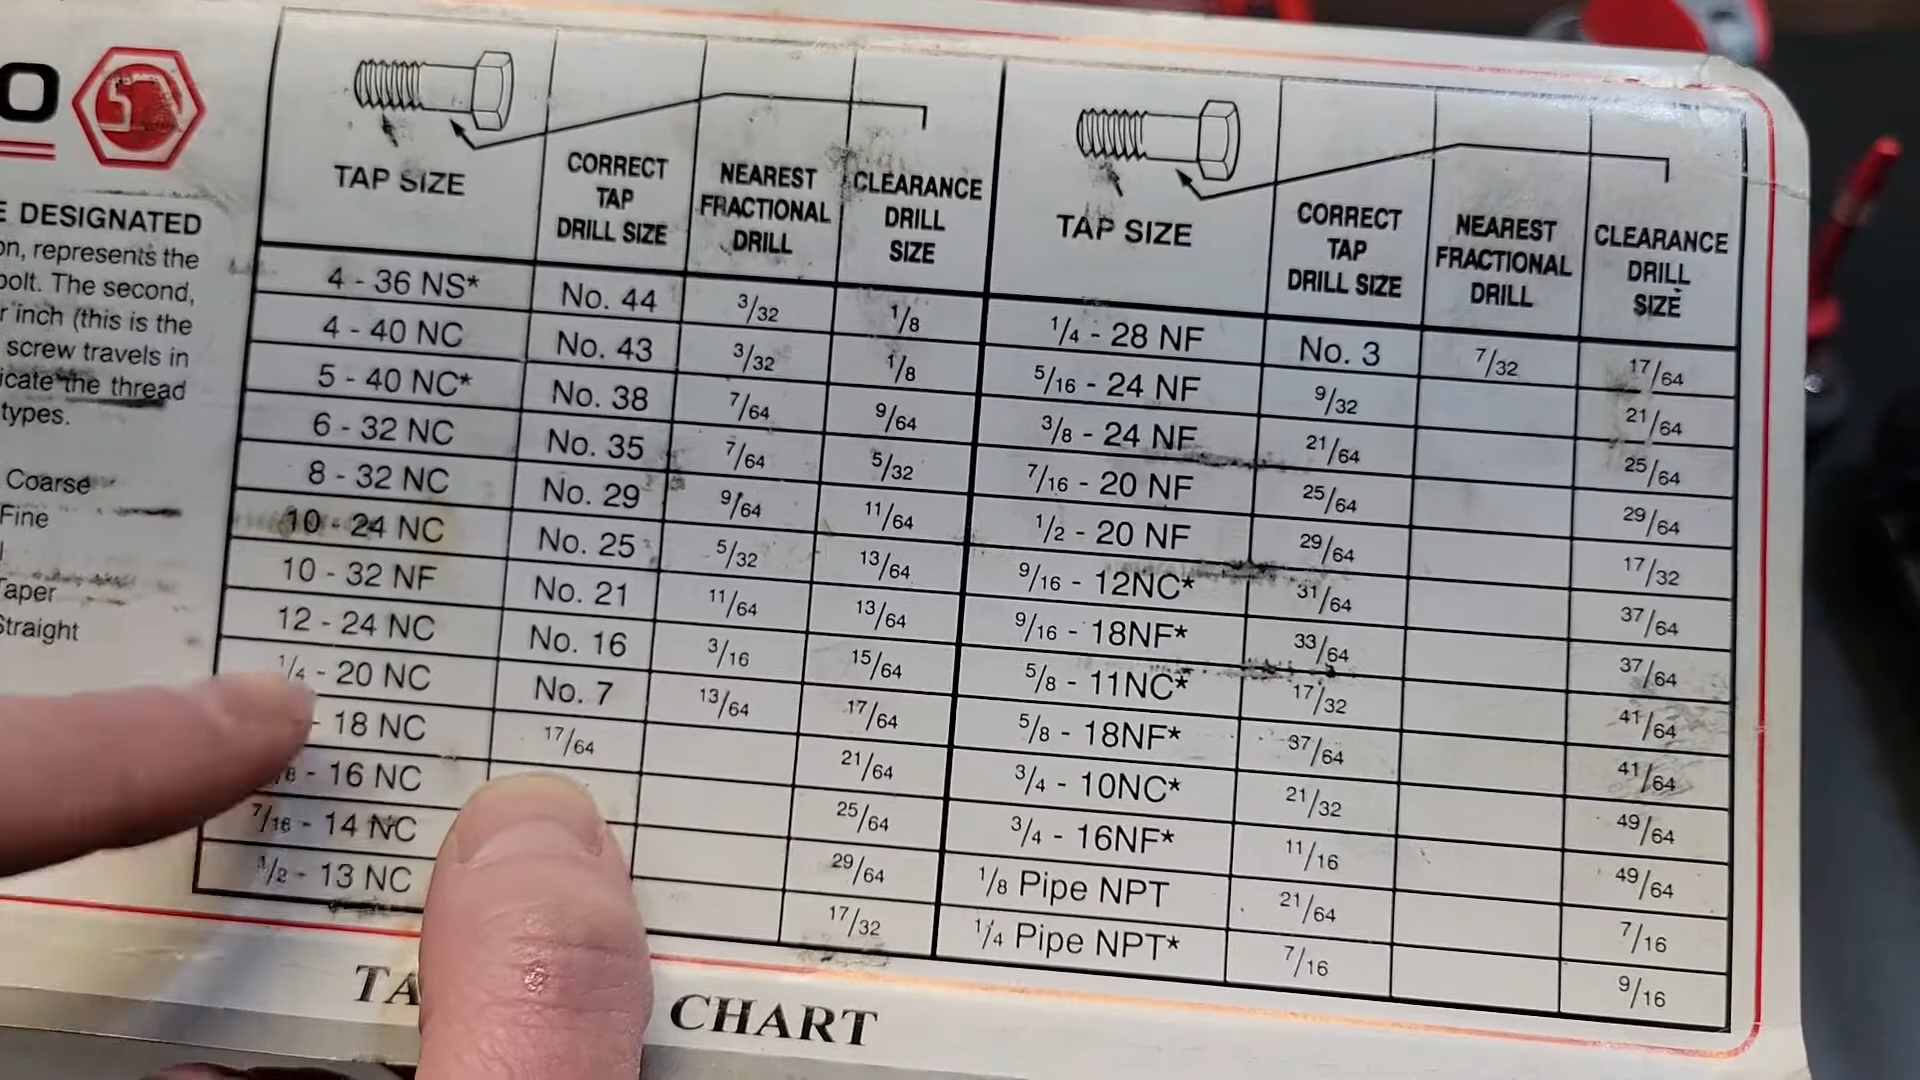 O
E DESIGNATED
on, represents the
bolt. The second,
r inch (this is the
screw travels in
icate the thread
types.
Coarse
Fine
Taper
Straight
TAP SIZE CORRECT TAP DRILL SIZE NEAREST FRACTIONAL DRILL CLEARANCE DRILL SIZE
4 - 36 NS* No. 44 3/32 1/8
4 - 40 NC No. 43 3/32 1/8
5 - 40 NC* No. 38 7/64 9/64
6 - 32 NC No. 35 7/64 5/32
8 - 32 NC No. 29 9/64 11/64
10 - 24 NC No. 25 5/32 13/64
10 - 32 NF No. 21 11/64 13/64
12 - 24 NC No. 16 3/16 15/64
1/4 - 20 NC No. 7 13/64 17/64
- 18 NC 17/64 21/64
/8 - 16 NC 25/64
7/16 - 14 NC 29/64
1/2 - 13 NC 17/32
TAP SIZE CORRECT TAP DRILL SIZE NEAREST FRACTIONAL DRILL CLEARANCE DRILL SIZE
1/4 - 28 NF No. 3 7/32 17/64
5/16 - 24 NF 9/32 21/64
3/8 - 24 NF 21/64 25/64
7/16 - 20 NF 25/64 29/64
1/2 - 20 NF 29/64 17/32
9/16 - 12NC* 31/64 37/64
9/16 - 18NF* 33/64 37/64
5/8 - 11NC* 17/32 41/64
5/8 - 18NF* 37/64 41/64
3/4 - 10NC* 21/32 49/64
3/4 - 16NF* 11/16 49/64
1/8 Pipe NPT 21/64 7/16
1/4 Pipe NPT* 7/16 9/16
TA CHART